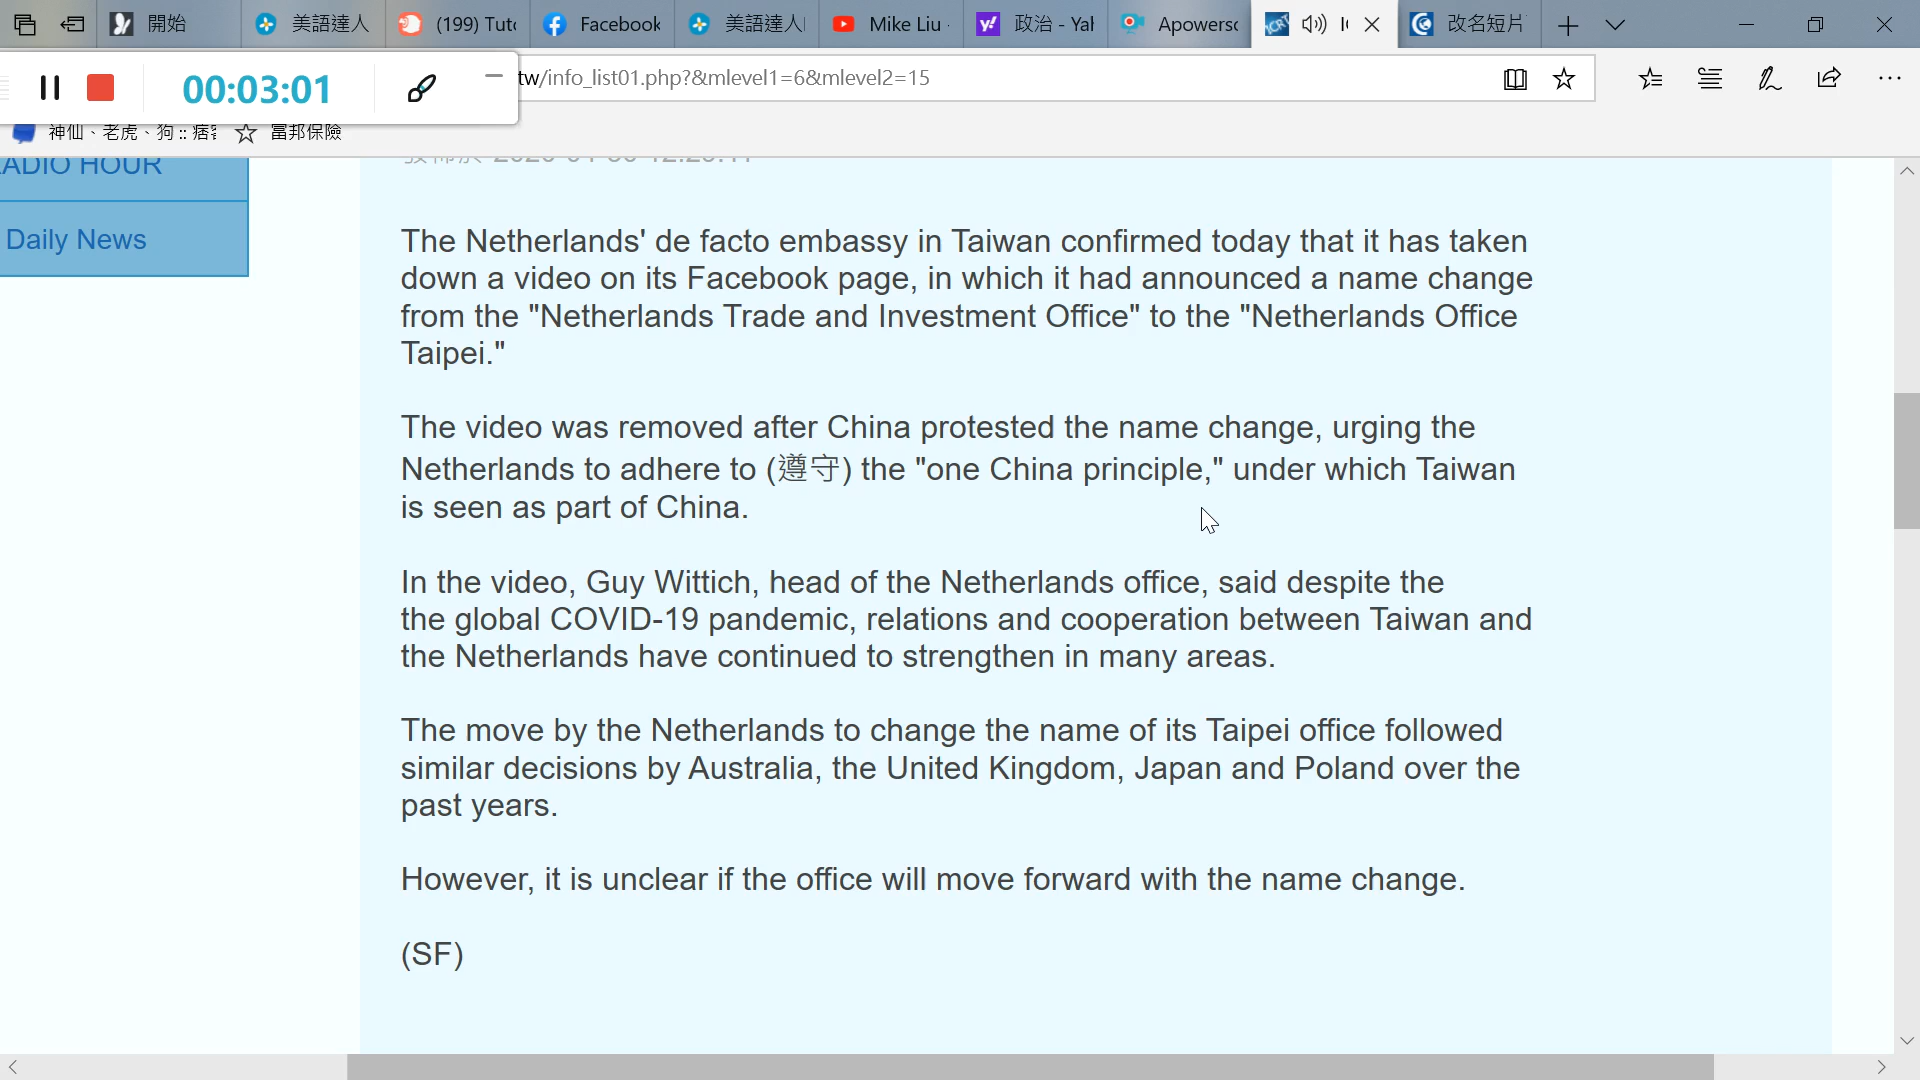 開始
美語達人
(199) Tuto
Facebook
美語達人
Mike Liu
政治 - Yah
Apowerso
改名短片
00:03:01
tw/info_list01.php?&mlevel1=6&mlevel2=15
神仙、老虎、狗 :: 痞
富邦保險
ADIO HOUR
Daily News
The Netherlands' de facto embassy in Taiwan confirmed today that it has taken
down a video on its Facebook page, in which it had announced a name change
from the "Netherlands Trade and Investment Office" to the "Netherlands Office
Taipei."
The video was removed after China protested the name change, urging the
Netherlands to adhere to (遵守) the "one China principle," under which Taiwan
is seen as part of China.
In the video, Guy Wittich, head of the Netherlands office, said despite the
the global COVID-19 pandemic, relations and cooperation between Taiwan and
the Netherlands have continued to strengthen in many areas.
The move by the Netherlands to change the name of its Taipei office followed
similar decisions by Australia, the United Kingdom, Japan and Poland over the
past years.
However, it is unclear if the office will move forward with the name change.
(SF)